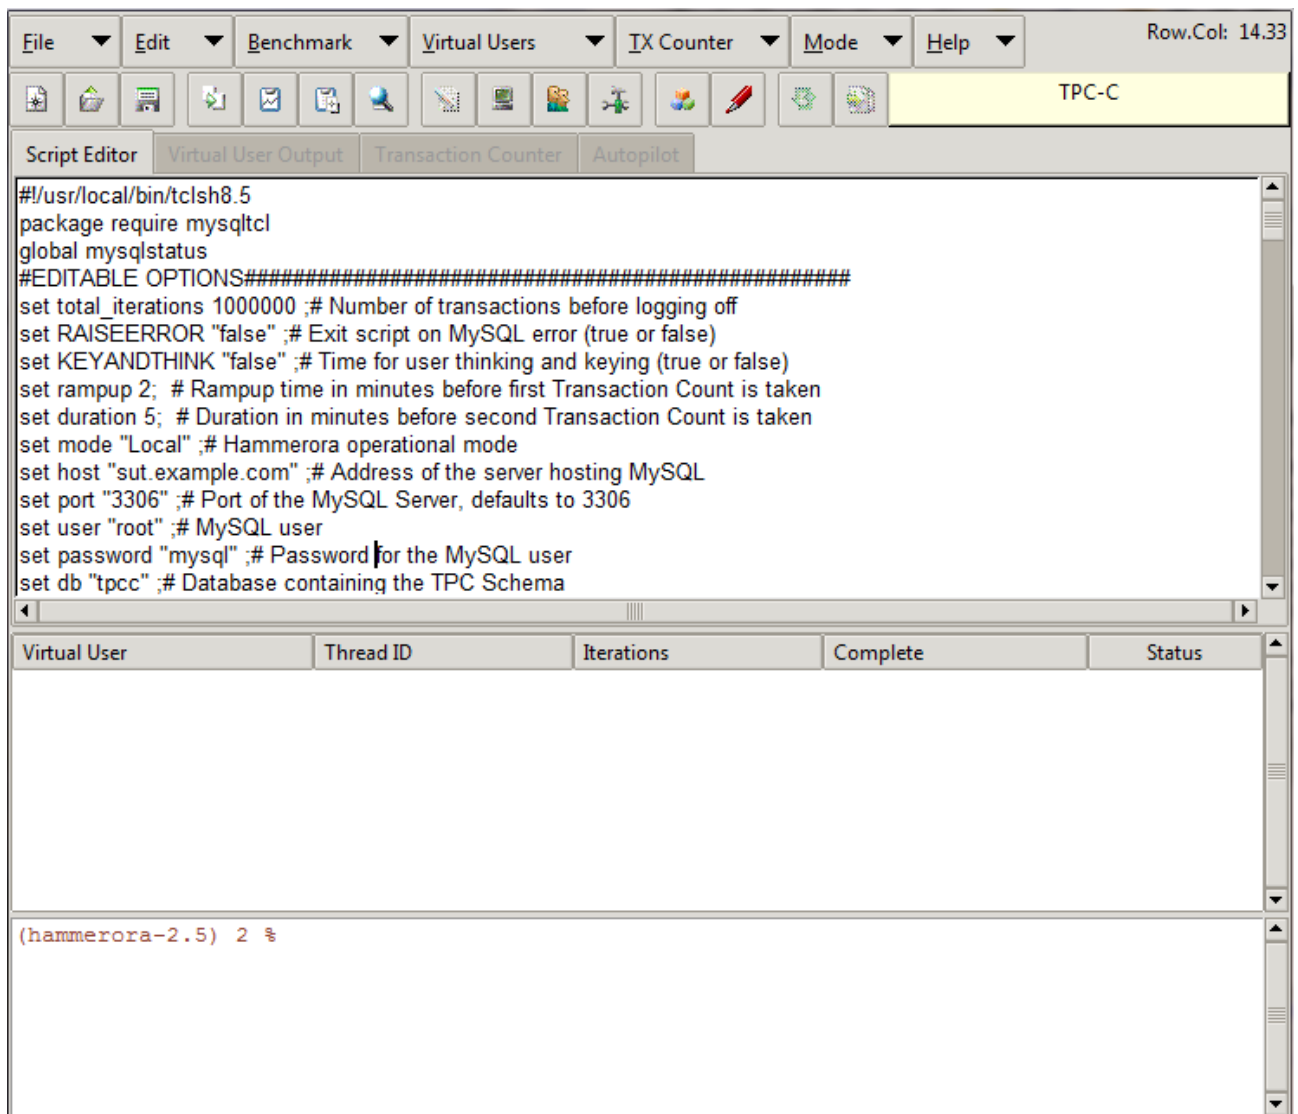 File Edit Benchmark Virtual Users TX Counter Mode Help Row.Col: 14.33
TPC-C
Script Editor Virtual User Output Transaction Counter Autopilot
#!/usr/local/bin/tclsh8.5
package require mysqltcl
global mysqlstatus
#EDITABLE OPTIONS##################################################
set total_iterations 1000000 ;# Number of transactions before logging off
set RAISEERROR "false" ;# Exit script on MySQL error (true or false)
set KEYANDTHINK "false" ;# Time for user thinking and keying (true or false)
set rampup 2;  # Rampup time in minutes before first Transaction Count is taken
set duration 5;  # Duration in minutes before second Transaction Count is taken
set mode "Local" ;# Hammerora operational mode
set host "sut.example.com" ;# Address of the server hosting MySQL
set port "3306" ;# Port of the MySQL Server, defaults to 3306
set user "root" ;# MySQL user
set password "mysql" ;# Password for the MySQL user
set db "tpcc" ;# Database containing the TPC Schema
Virtual User Thread ID Iterations Complete Status
(hammerora-2.5) 2 %